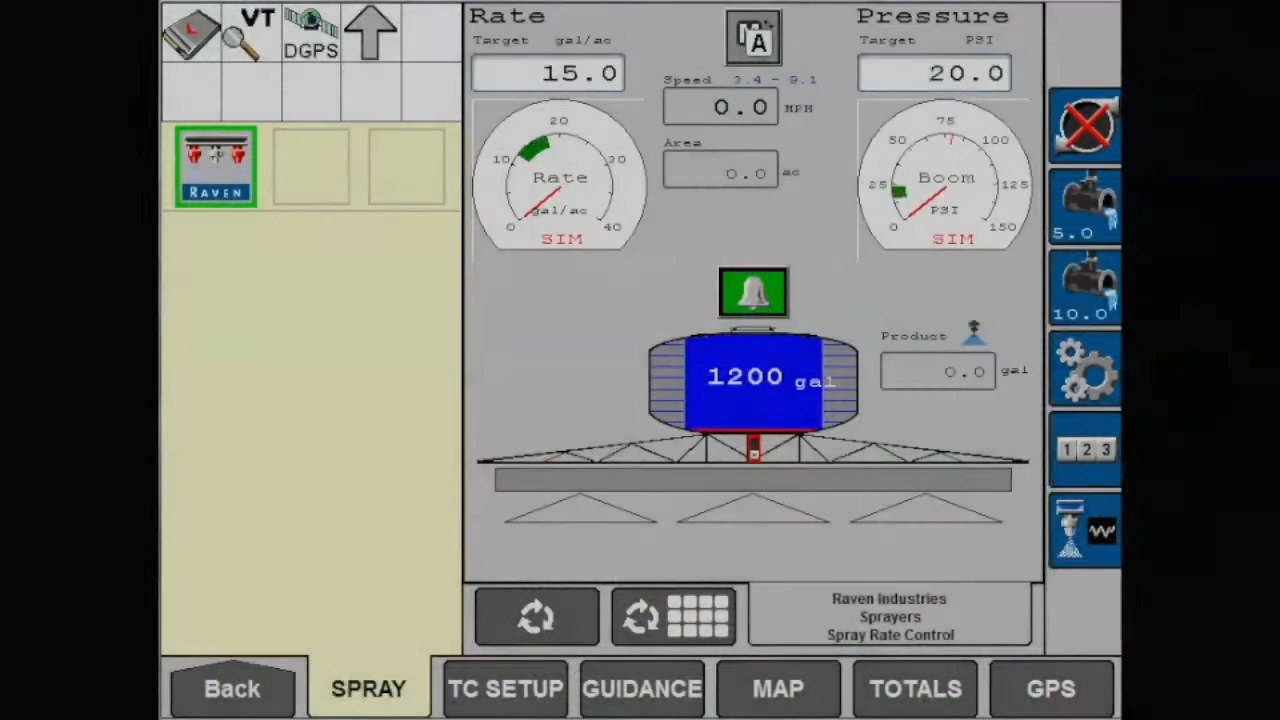 VT
DGPS
RAVEN
Rate
Target gal/ac
15.0
Speed 3.4 - 9.1
0.0 MPH
Area
0.0 ac
Pressure
Target PSI
20.0
20
10 30
Rate
gal/ac
0 40
SIM
75
50 100
25 Boom 125
PSI
0 150
SIM
1200 gal
Product
0.0 gal
5.0
10.0
1 2 3
Raven Industries
Sprayers
Spray Rate Control
Back
SPRAY
TC SETUP
GUIDANCE
MAP
TOTALS
GPS